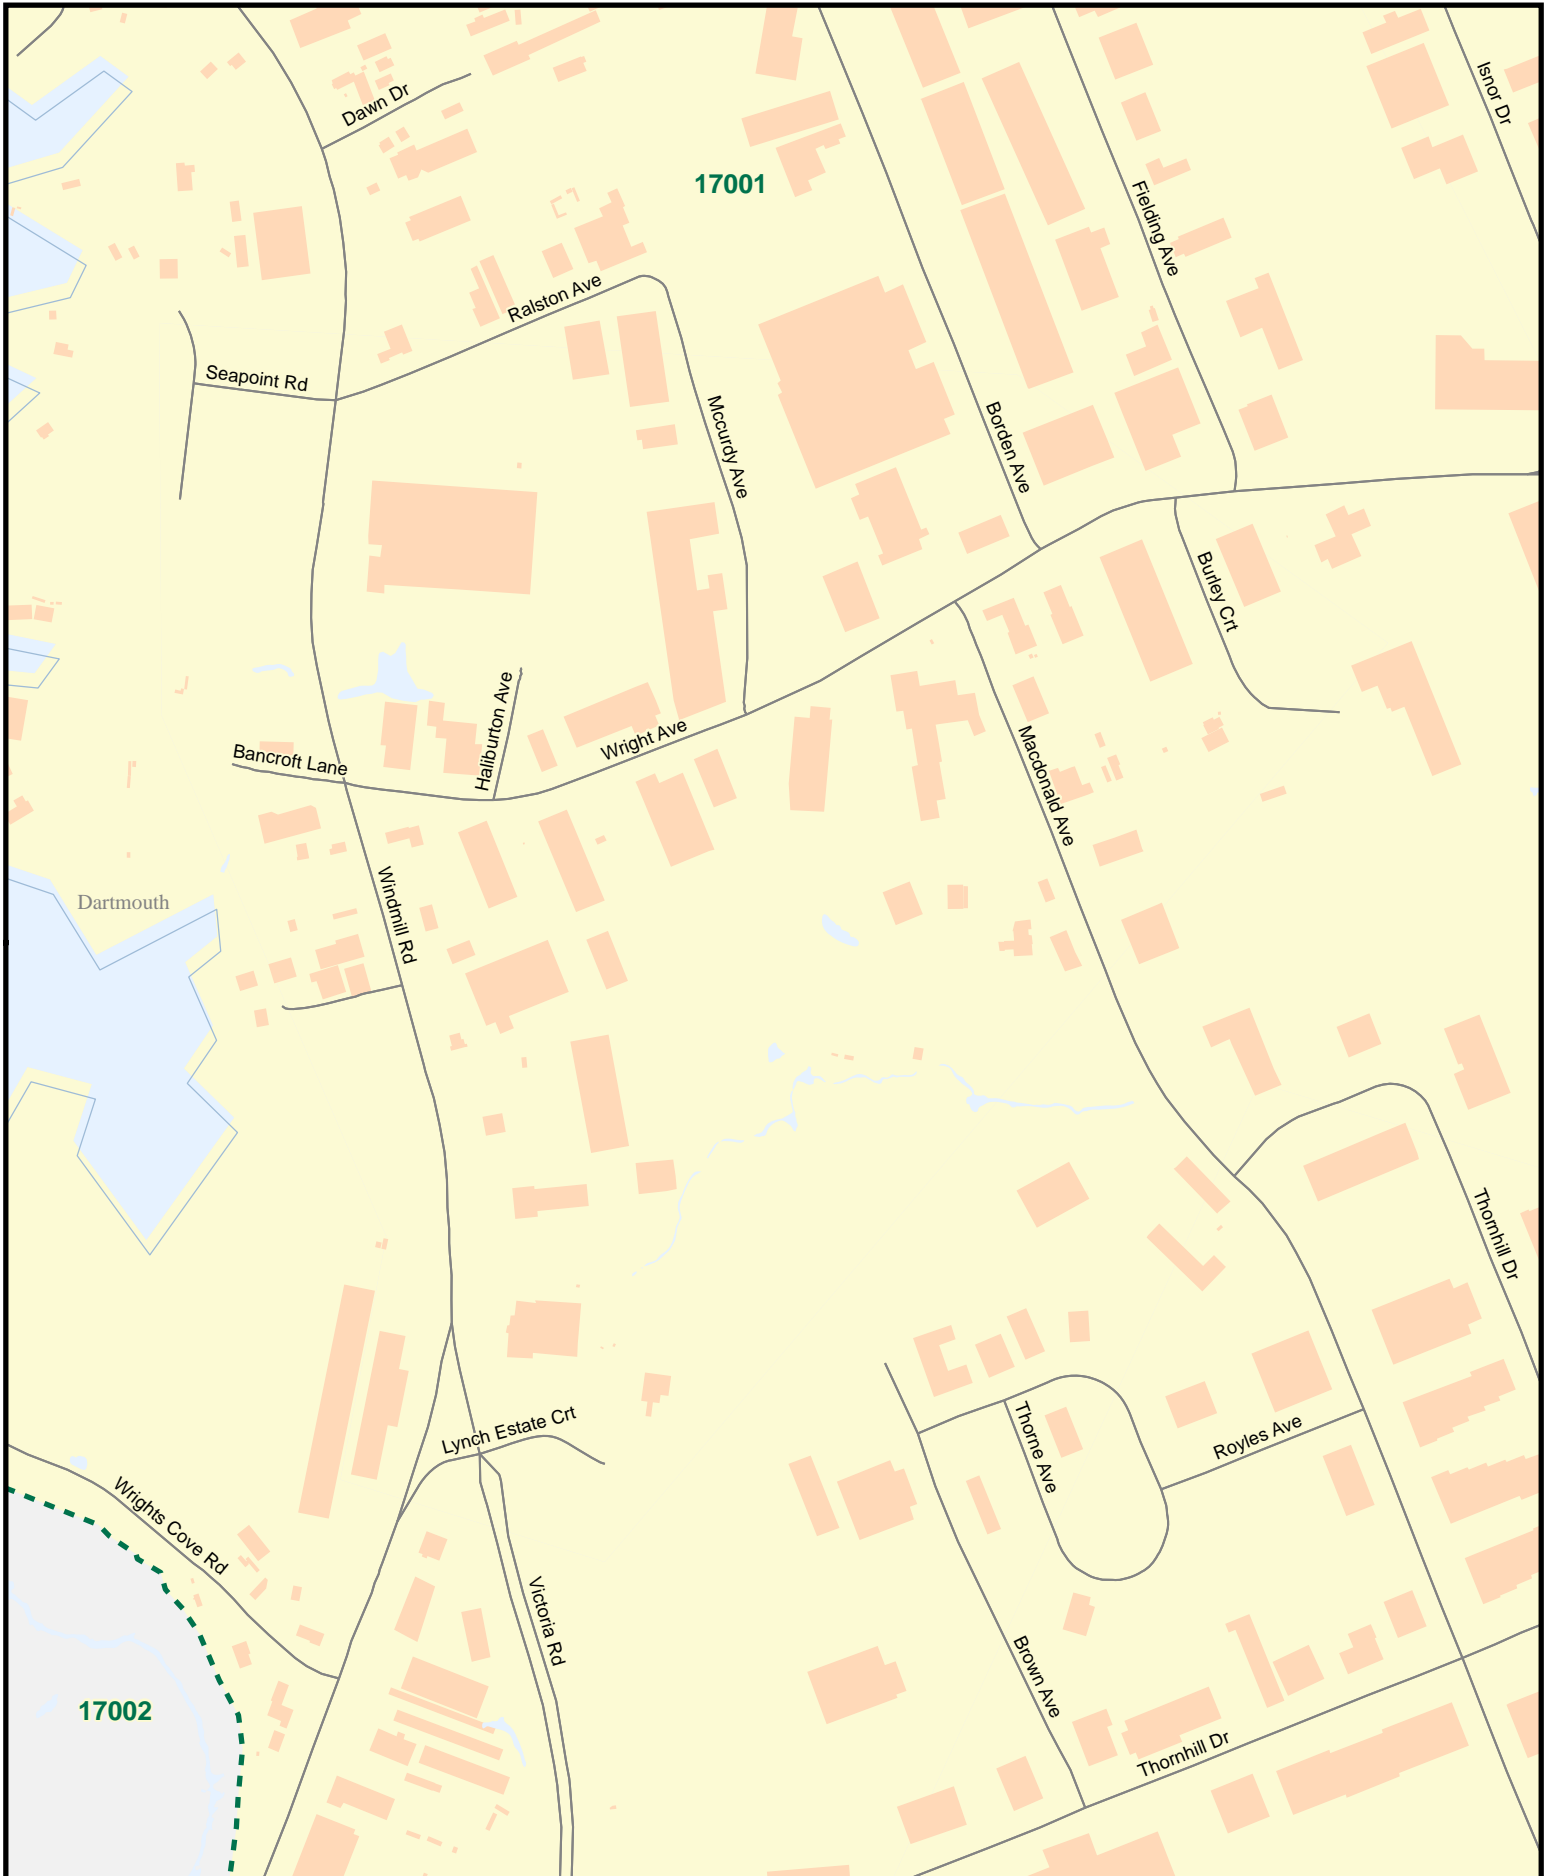 Isnor Dr
Dawn Dr
17001
Fielding Ave
Ralston Ave
Seapoint Rd
Mccurdy Ave
Borden Ave
Burley Crt
Haliburton Ave
Wright Ave
Bancroft Lane
Macdonald Ave
Windmill Rd
Dartmouth
Thornhill Dr
Lynch Estate Crt
Thorne Ave
Royles Ave
Wrights Cove Rd
Victoria Rd
Brown Ave
17002
Thornhill Dr